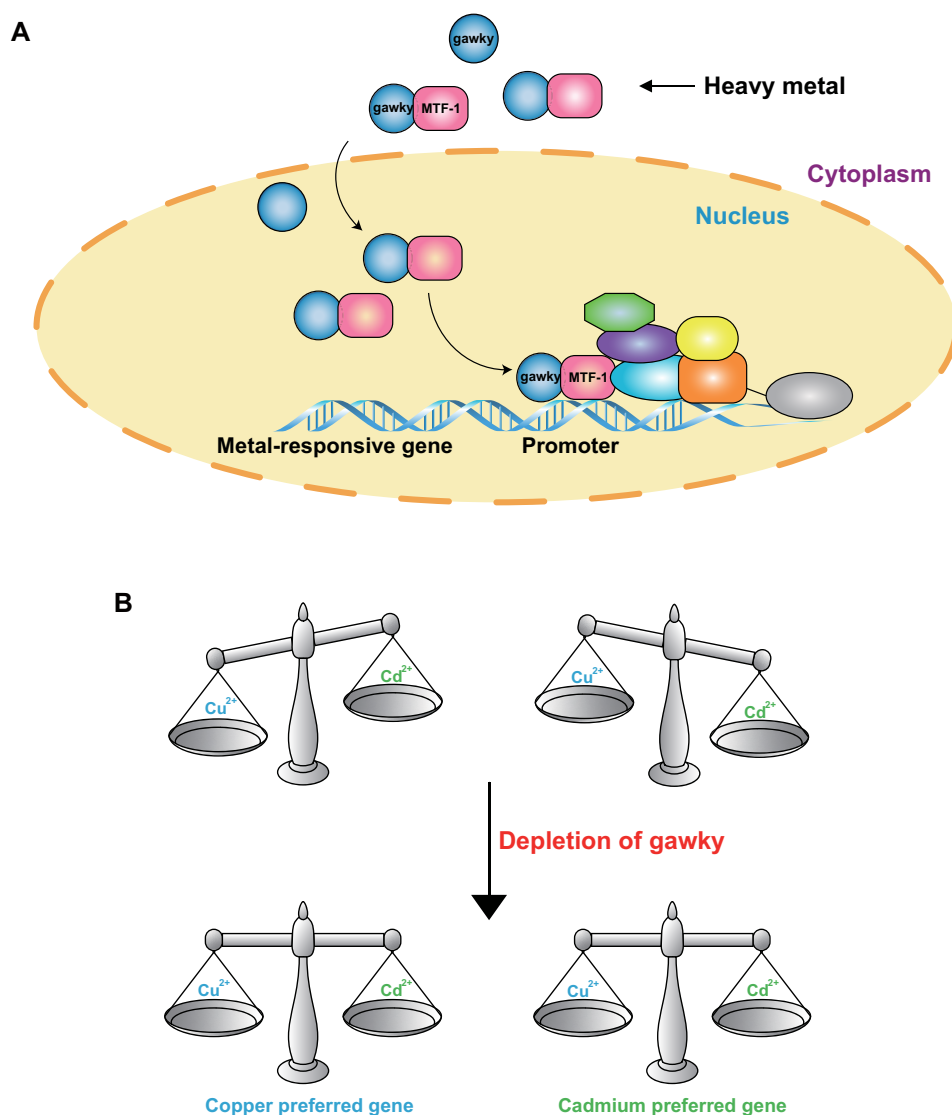 A
gawky
gawky MTF-1
Heavy metal
Cytoplasm
Nucleus
gawky MTF-1
Metal-responsive gene Promoter
B
Cu2+ Cd2+ Cu2+ Cd2+
Depletion of gawky
Cu2+ Cd2+ Cu2+ Cd2+
Copper preferred gene Cadmium preferred gene